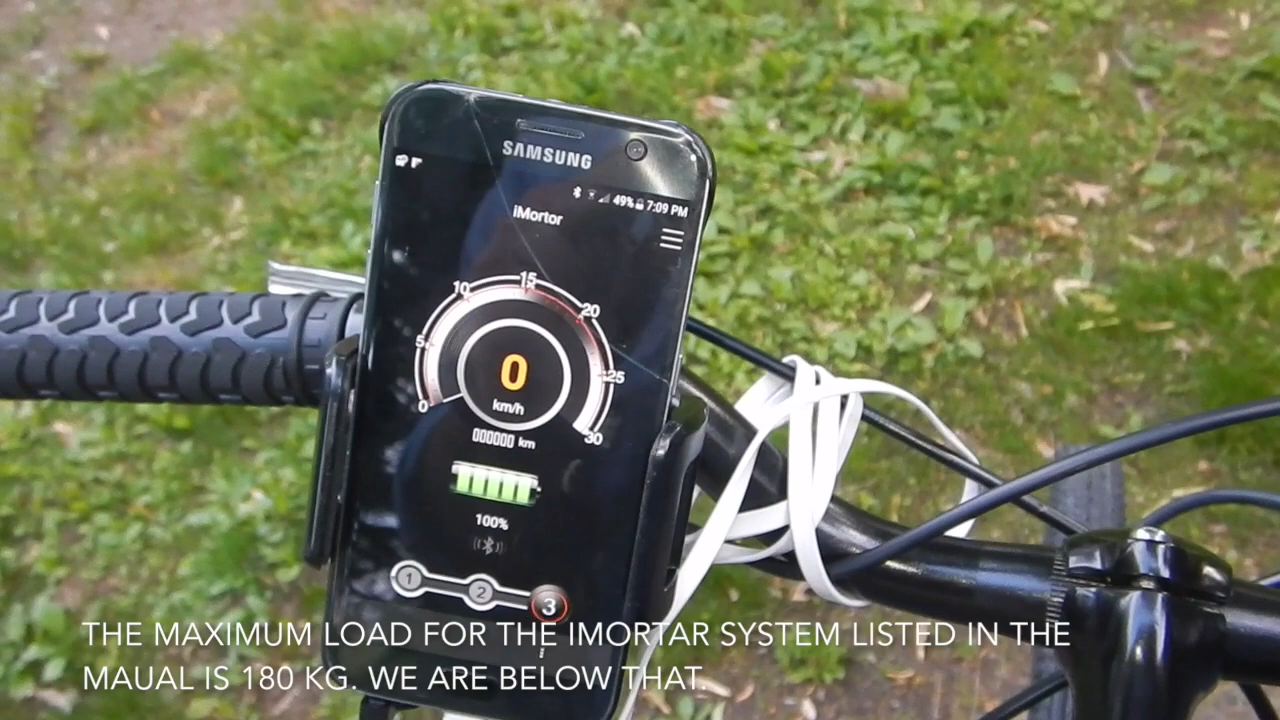 SAMSUNG
49% 7:09 PM
iMortor
15
10
20
5
25
0
0
km/h
30
000000 km
100%
1
2
3
THE MAXIMUM LOAD FOR THE IMORTAR SYSTEM LISTED IN THE
MAUAL IS 180 KG. WE ARE BELOW THAT.